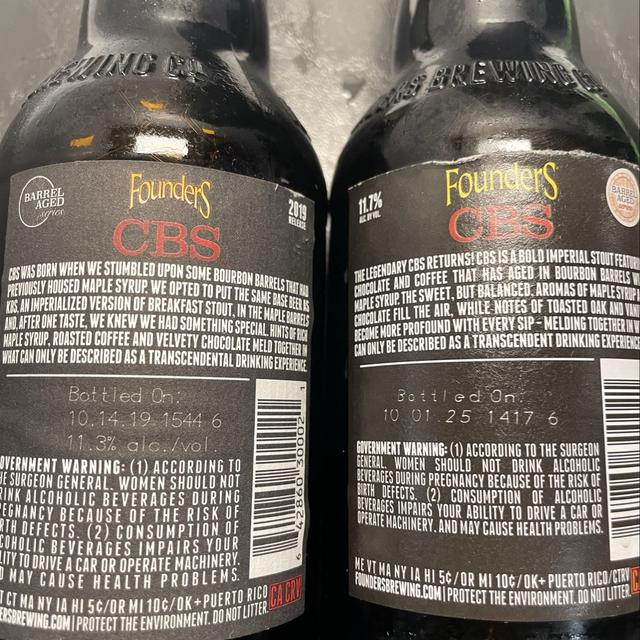 BREWING CO
BARREL
AGED
series
FOUNDERS
CBS
2019
RELEASE
CBS WAS BORN WHEN WE STUMBLED UPON SOME BOURBON BARRELS THAT HAD
PREVIOUSLY HOUSED MAPLE SYRUP. WE OPTED TO PUT THE SAME BASE BEER AS
CBS, AN IMPERIALIZED VERSION OF BREAKFAST STOUT, IN THE MAPLE BARRELS
AND, AFTER ONE TASTE, WE KNEW WE HAD SOMETHING SPECIAL. HINTS OF RICH
MAPLE SYRUP, ROASTED COFFEE AND VELVETY CHOCOLATE MELD TOGETHER IN
WHAT CAN ONLY BE DESCRIBED AS A TRANSCENDENTAL DRINKING EXPERIENCE.
Bottled On:
10.14.19 1544 6
11.3% alc./vol.
GOVERNMENT WARNING: (1) ACCORDING TO
THE SURGEON GENERAL, WOMEN SHOULD NOT
DRINK ALCOHOLIC BEVERAGES DURING
PREGNANCY BECAUSE OF THE RISK OF
BIRTH DEFECTS. (2) CONSUMPTION OF
ALCOHOLIC BEVERAGES IMPAIRS YOUR
ABILITY TO DRIVE A CAR OR OPERATE MACHINERY,
AND MAY CAUSE HEALTH PROBLEMS.
6 42860 30002 1
VT CT MA NY IA HI 5¢/OR MI 10¢/OK+PUERTO RICO
CA CRV
FOUNDERSBREWING.COM | PROTECT THE ENVIRONMENT. DO NOT LITTER
BREWING
11.7%
ALC. BY VOL.
FOUNDERS
CBS
BARREL
AGED
series
THE LEGENDARY CBS RETURNS! CBS IS A BOLD IMPERIAL STOUT FEATURING
CHOCOLATE AND COFFEE THAT HAS AGED IN BOURBON BARRELS
MAPLE SYRUP. THE SWEET, BUT BALANCED, AROMAS OF MAPLE SYRUP
CHOCOLATE FILL THE AIR, WHILE NOTES OF TOASTED OAK AND
BECOME MORE PROFOUND WITH EVERY SIP–MELDING TOGETHER IN
CAN ONLY BE DESCRIBED AS A TRANSCENDENT DRINKING EXPERIENCE
Bottled On:
10 01 25 1417 6
GOVERNMENT WARNING: (1) ACCORDING TO THE SURGEON
GENERAL, WOMEN SHOULD NOT DRINK ALCOHOLIC
BEVERAGES DURING PREGNANCY BECAUSE OF THE RISK OF
BIRTH DEFECTS. (2) CONSUMPTION OF ALCOHOLIC
BEVERAGES IMPAIRS YOUR ABILITY TO DRIVE A CAR OR
OPERATE MACHINERY, AND MAY CAUSE HEALTH PROBLEMS.
ME VT MA NY IA HI 5¢/OR MI 10¢/OK+PUERTO RICO/CTRV
FOUNDERSBREWING.COM | PROTECT THE ENVIRONMENT. DO NOT LITTER